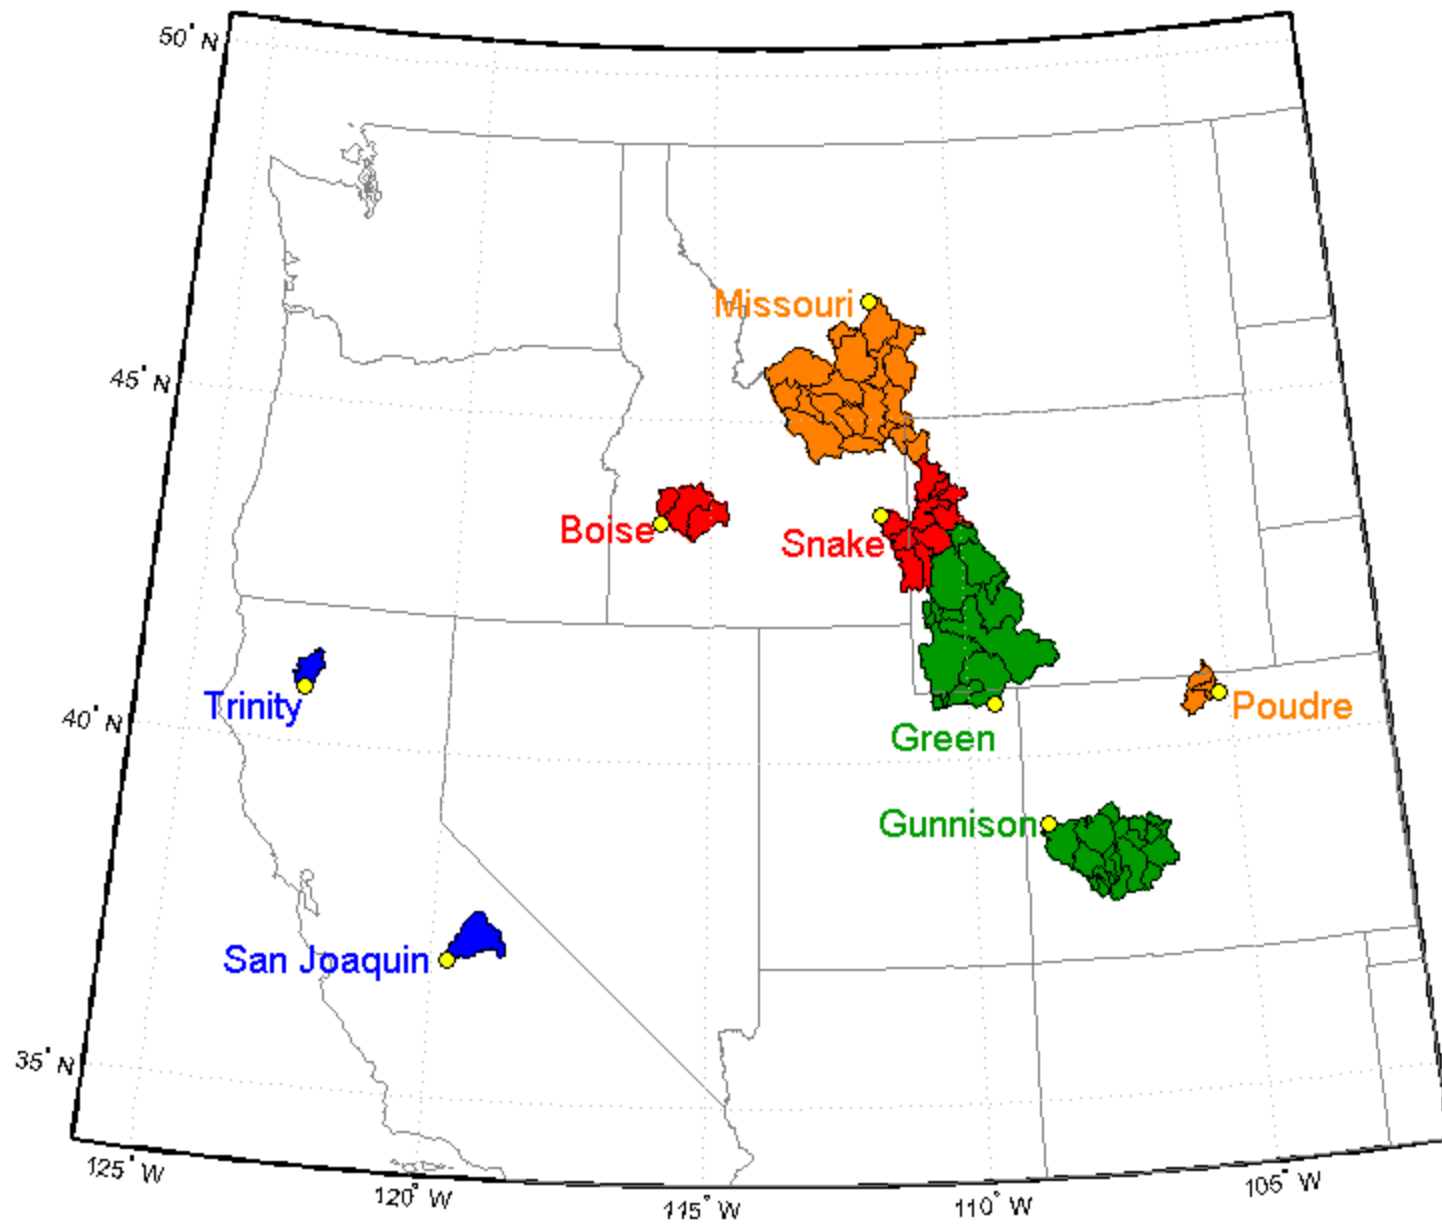 50° N
Missouri
45° N
Boise
Snake
Trinity
Poudre
40° N
Green
Gunnison
San Joaquin
35° N
125° W
120° W
115° W
110° W
105° W